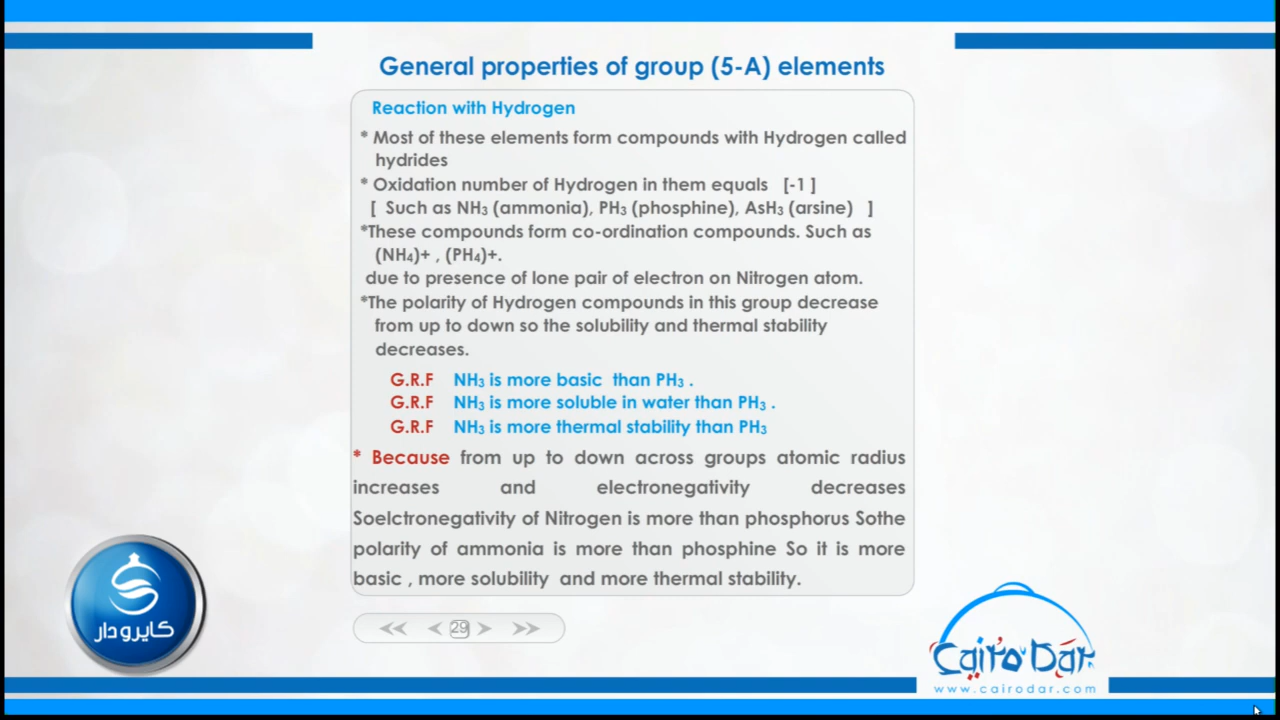 General properties of group (5-A) elements
Reaction with Hydrogen
* Most of these elements form compounds with Hydrogen called
hydrides
* Oxidation number of Hydrogen in them equals [-1 ]
[ Such as NH₃ (ammonia), PH₃ (phosphine), AsH₃ (arsine) ]
*These compounds form co-ordination compounds. Such as
(NH₄)+ , (PH₄)+.
due to presence of lone pair of electron on Nitrogen atom.
*The polarity of Hydrogen compounds in this group decrease
from up to down so the solubility and thermal stability
decreases.
G.R.F NH₃ is more basic than PH₃ .
G.R.F NH₃ is more soluble in water than PH₃ .
G.R.F NH₃ is more thermal stability than PH₃
* Because from up to down across groups atomic radius
increases and electronegativity decreases
Soelctronegativity of Nitrogen is more than phosphorus Sothe
polarity of ammonia is more than phosphine So it is more
basic , more solubility and more thermal stability.
29
كايرو دار
Cairo Dar
www.cairodar.com